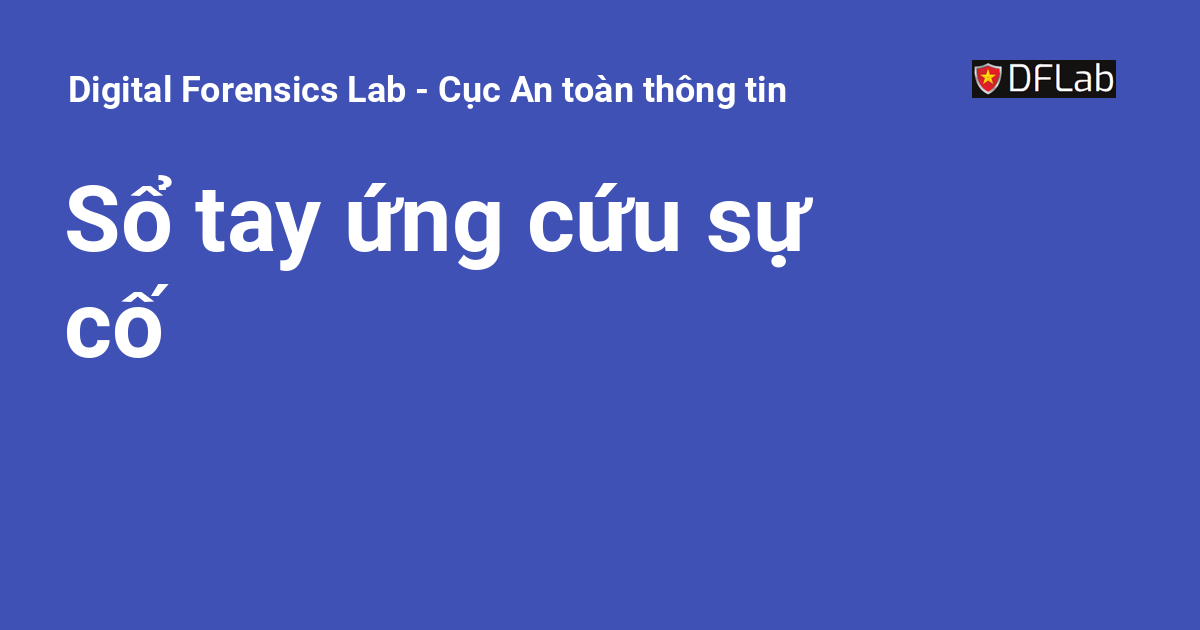 Digital Forensics Lab - Cục An toàn thông tin
DFLab
Sổ tay ứng cứu sự
cố